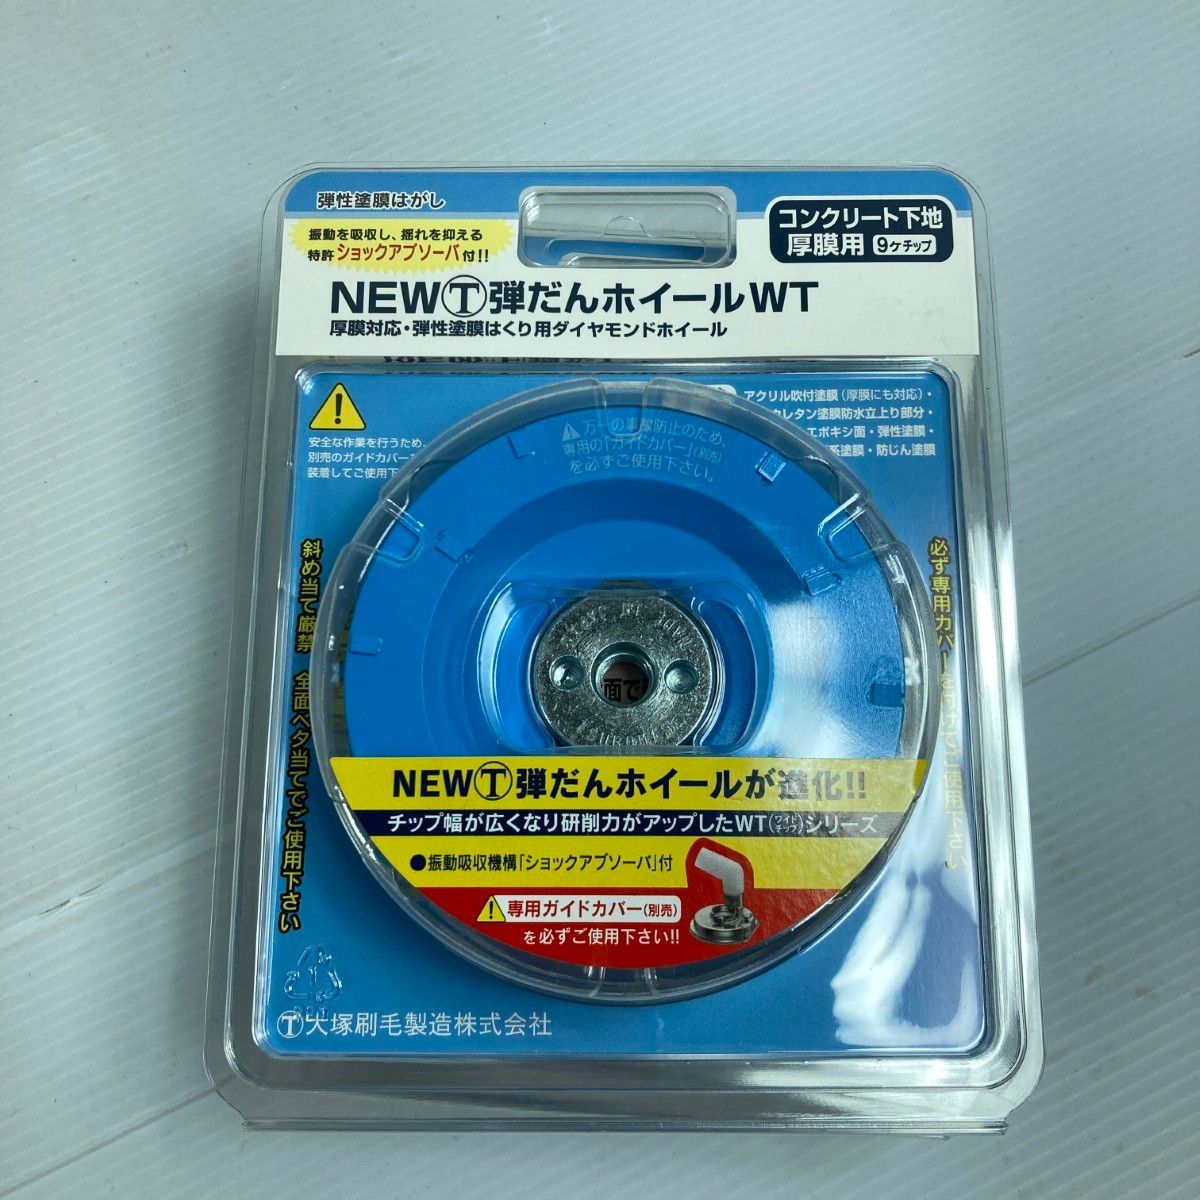 弾性塗膜はがし
振動を吸収し、揺れを抑える
特許ショックアブソーバ付!!
コンクリート下地
厚膜用 9ヶチップ
NEWⓉ弾だんホイールWT
厚膜対応・弾性塗膜はくり用ダイヤモンドホイール
安全な作業を行うため、
別売のガイドカバー
装着してご使用下
アクリル吹付塗膜(厚膜にも対応)・
ウレタン塗膜防水立上り部分・
エポキシ面・弾性塗膜・
系塗膜・防じん塗膜
万一の事故防止のため、
専用の「ガイドカバー」(別売)
を必ずご使用下さい。
斜め当て厳禁 全面ベタ当てでご使用下さい
必ず専用カバーを付けてご使用下さい
面で
NEWⓉ弾だんホイールが進化!!
チップ幅が広くなり研削力がアップしたWT(ワイドチップ)シリーズ
●振動吸収機構「ショックアブソーバ」付
専用ガイドカバー(別売)
を必ずご使用下さい!!
Ⓣ大塚刷毛製造株式会社